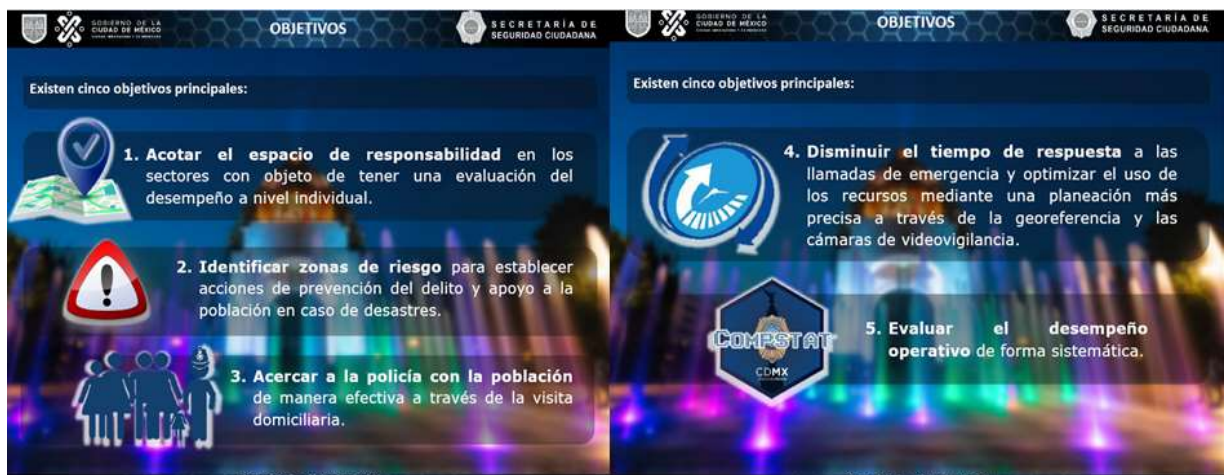 GOBIERNO DE LA
CIUDAD DE MÉXICO
OBJETIVOS
SECRETARÍA DE
SEGURIDAD CIUDADANA
Existen cinco objetivos principales:
1. Acotar el espacio de responsabilidad en los
sectores con objeto de tener una evaluación del
desempeño a nivel individual.
2. Identificar zonas de riesgo para establecer
acciones de prevención del delito y apoyo a la
población en caso de desastres.
3. Acercar a la policía con la población
de manera efectiva a través de la visita
domiciliaria.
GOBIERNO DE LA
CIUDAD DE MÉXICO
OBJETIVOS
SECRETARÍA DE
SEGURIDAD CIUDADANA
Existen cinco objetivos principales:
4. Disminuir el tiempo de respuesta a las
llamadas de emergencia y optimizar el uso de
los recursos mediante una planeación más
precisa a través de la georeferencia y las
cámaras de videovigilancia.
COMPSTAT
CDMX
5. Evaluar el desempeño
operativo de forma sistemática.